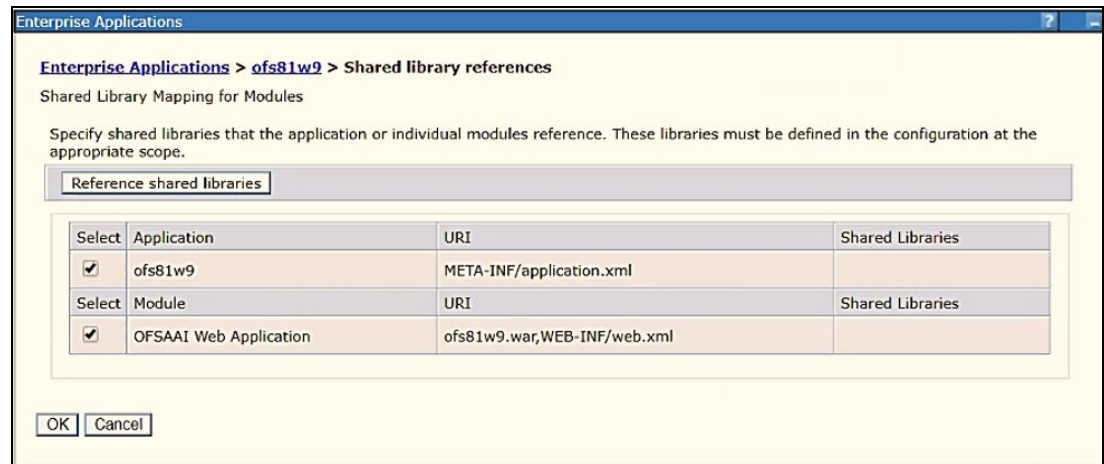 Enterprise Applications ? -
Enterprise Applications > ofs81w9 > Shared library references
Shared Library Mapping for Modules
Specify shared libraries that the application or individual modules reference. These libraries must be defined in the configuration at the
appropriate scope.
Reference shared libraries
Select Application URI Shared Libraries
ofs81w9 META-INF/application.xml
Select Module URI Shared Libraries
OFSAAI Web Application ofs81w9.war,WEB-INF/web.xml
OK Cancel